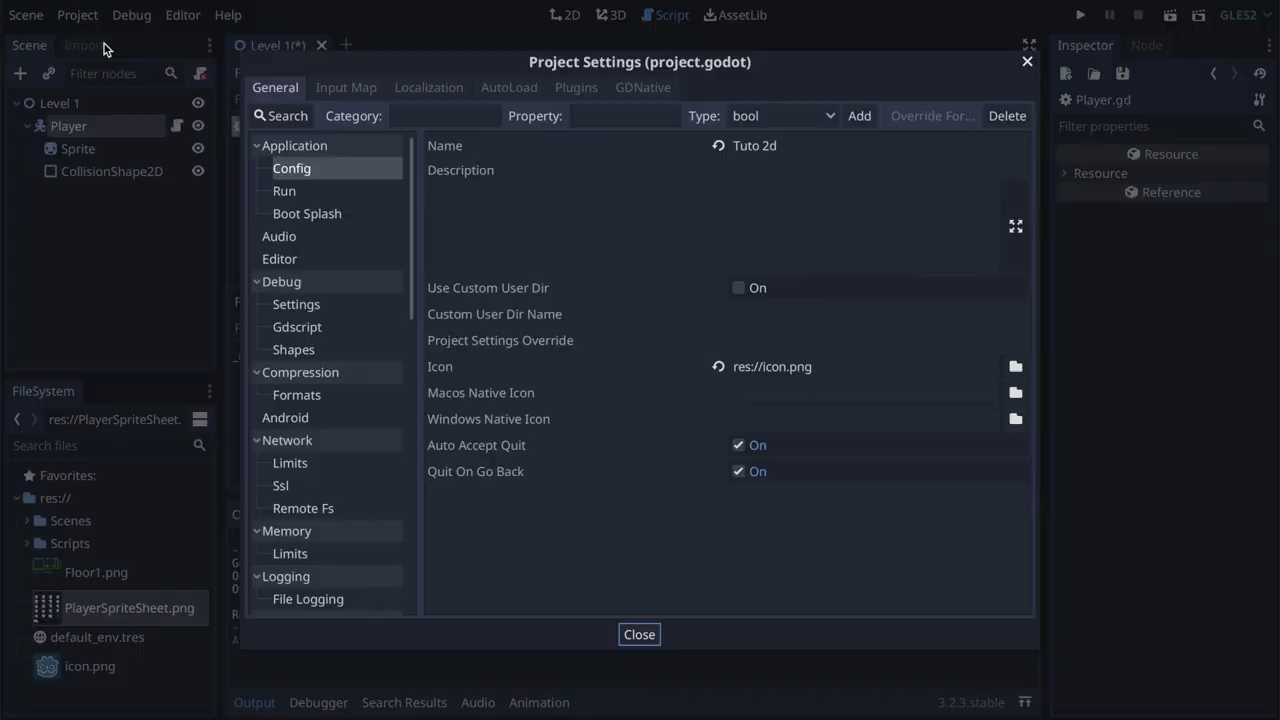 Scene Project Debug Editor Help 2D 3D Script AssetLib GLES2
Scene Import Level 1(*) Inspector Node
Filter nodes
Level 1
Player
Sprite
CollisionShape2D
FileSystem
res://PlayerSpriteSheet.
Search files
Favorites:
res://
Scenes
Scripts
Floor1.png
PlayerSpriteSheet.png
default_env.tres
icon.png
Project Settings (project.godot)
General Input Map Localization AutoLoad Plugins GDNative
Search Category: Property: Type: bool Add Override For... Delete
Application
Config
Run
Boot Splash
Audio
Editor
Debug
Settings
Gdscript
Shapes
Compression
Formats
Android
Network
Limits
Ssl
Remote Fs
Memory
Limits
Logging
File Logging
Name Tuto 2d
Description
Use Custom User Dir On
Custom User Dir Name
Project Settings Override
Icon res://icon.png
Macos Native Icon
Windows Native Icon
Auto Accept Quit On
Quit On Go Back On
Close
Player.gd
Filter properties
Resource
Resource
Reference
Output Debugger Search Results Audio Animation 3.2.3.stable